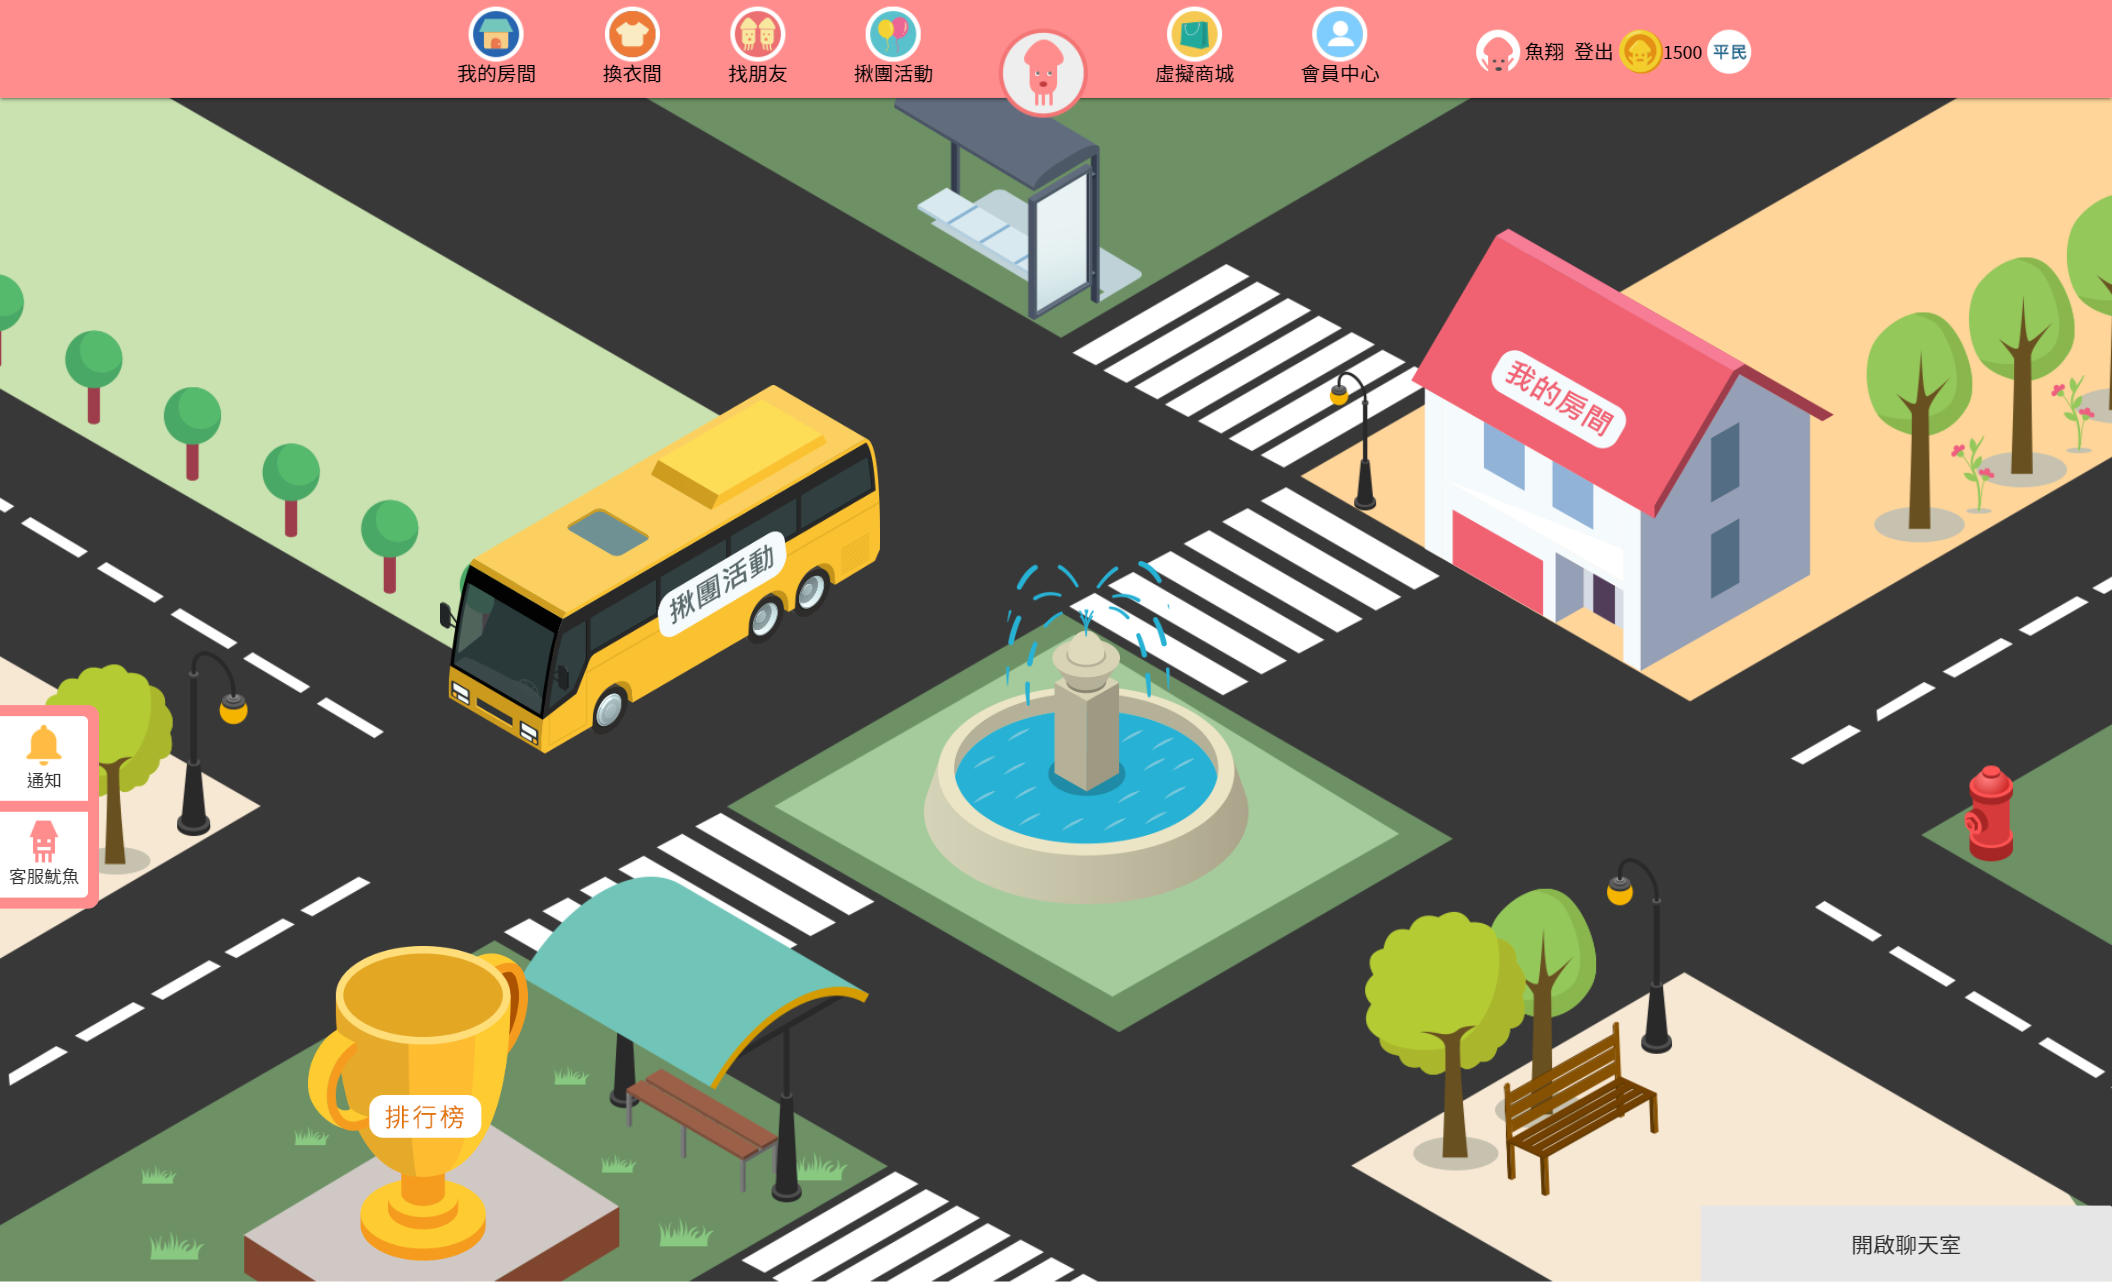 我的房間
換衣間
找朋友
揪團活動
虛擬商城
會員中心
魚翔 登出 1500 平民
我的房間
揪團活動
通知
客服魷魚
排行榜
開啟聊天室